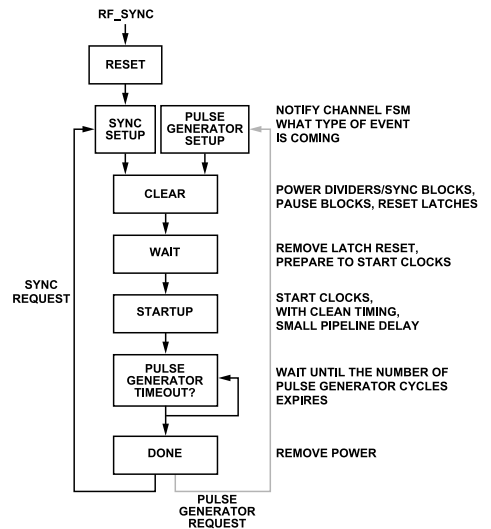 RF_SYNC
RESET
SYNC
SETUP
PULSE
GENERATOR
SETUP
NOTIFY CHANNEL FSM
WHAT TYPE OF EVENT
IS COMING
CLEAR
POWER DIVIDERS/SYNC BLOCKS,
PAUSE BLOCKS, RESET LATCHES
WAIT
REMOVE LATCH RESET,
PREPARE TO START CLOCKS
SYNC
REQUEST
STARTUP
START CLOCKS,
WITH CLEAN TIMING,
SMALL PIPELINE DELAY
PULSE
GENERATOR
TIMEOUT?
WAIT UNTIL THE NUMBER OF
PULSE GENERATOR CYCLES
EXPIRES
DONE
REMOVE POWER
PULSE
GENERATOR
REQUEST